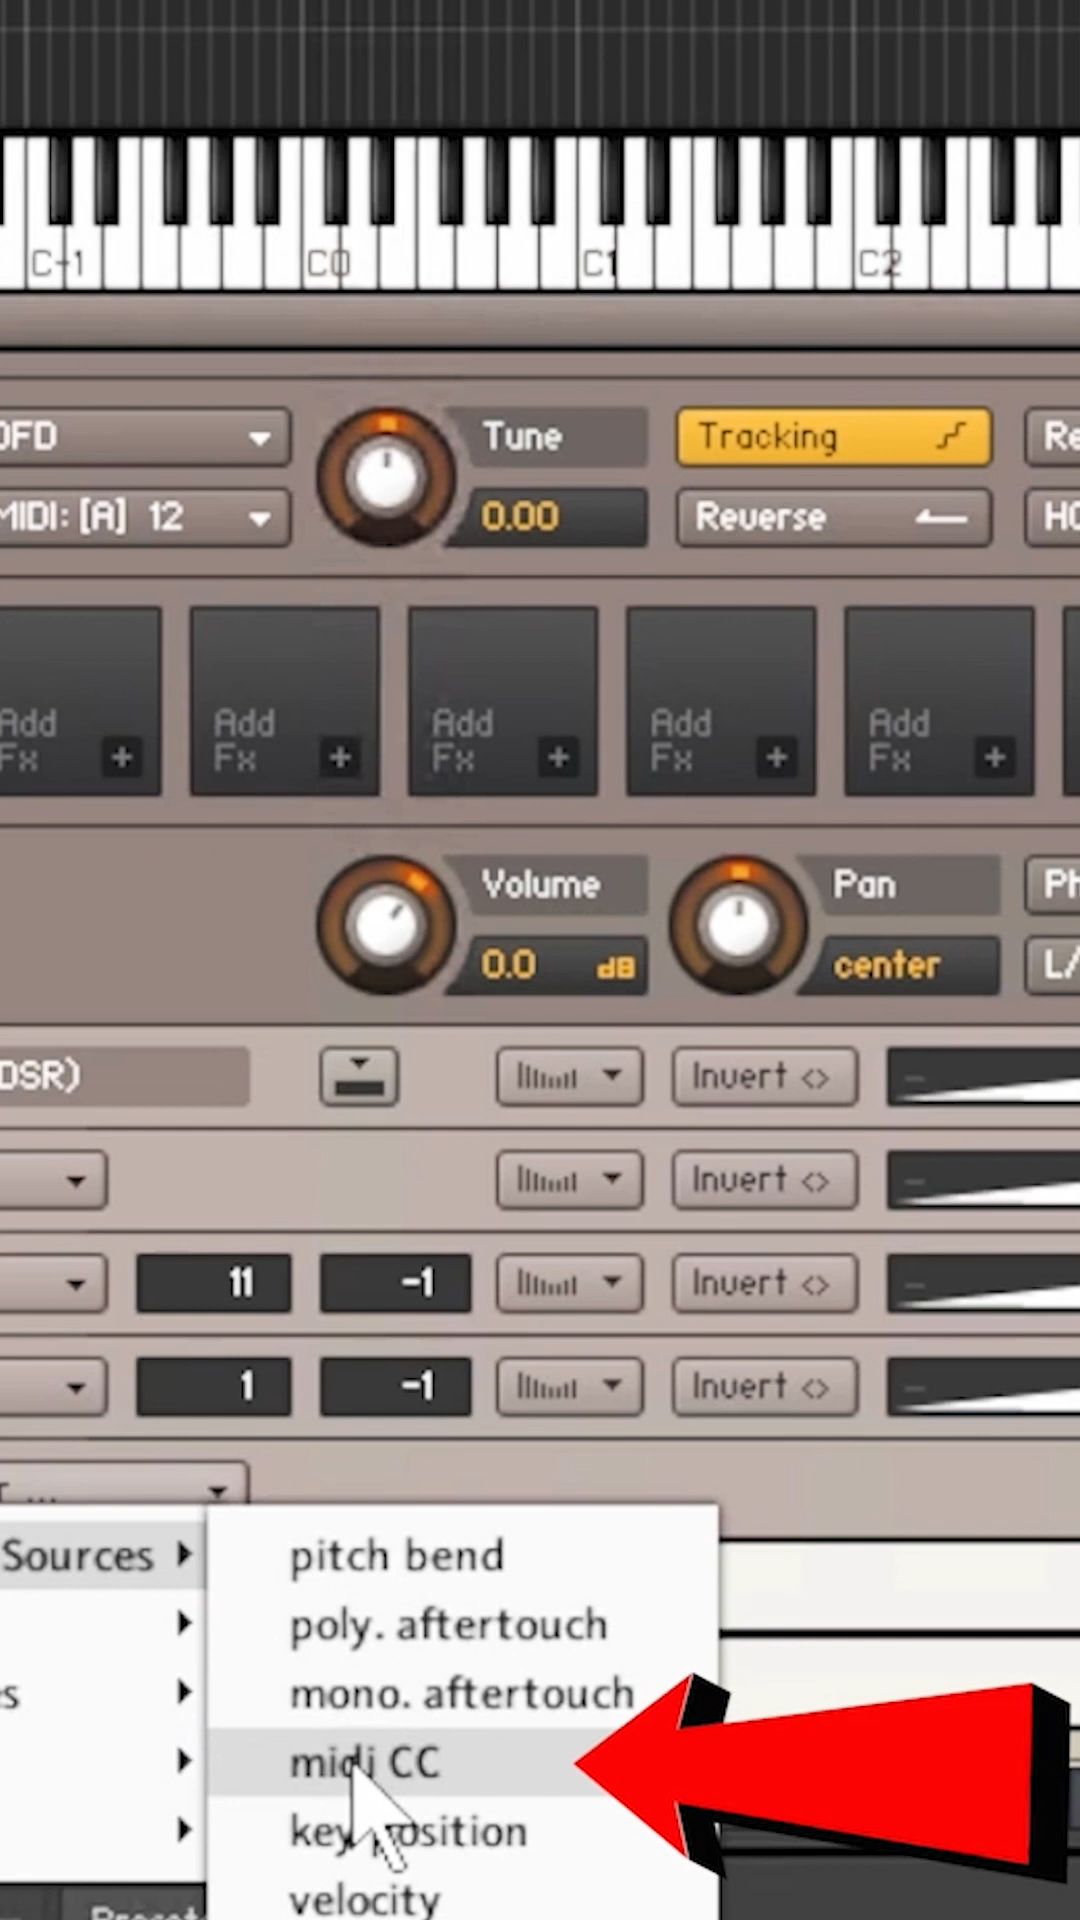 C-1 C0 C1 C2
DFD Tune Tracking Re
MIDI: [A] 12 0.00 Reverse HQ
Add Add Add Add Add
Fx + Fx + Fx + Fx + Fx +
Volume Pan Ph
0.0 dB center L/
DSR) Invert <>
Invert <>
11 -1 Invert <>
1 -1 Invert <>
...
Sources pitch bend
poly. aftertouch
mono. aftertouch
midi CC
key position
velocity